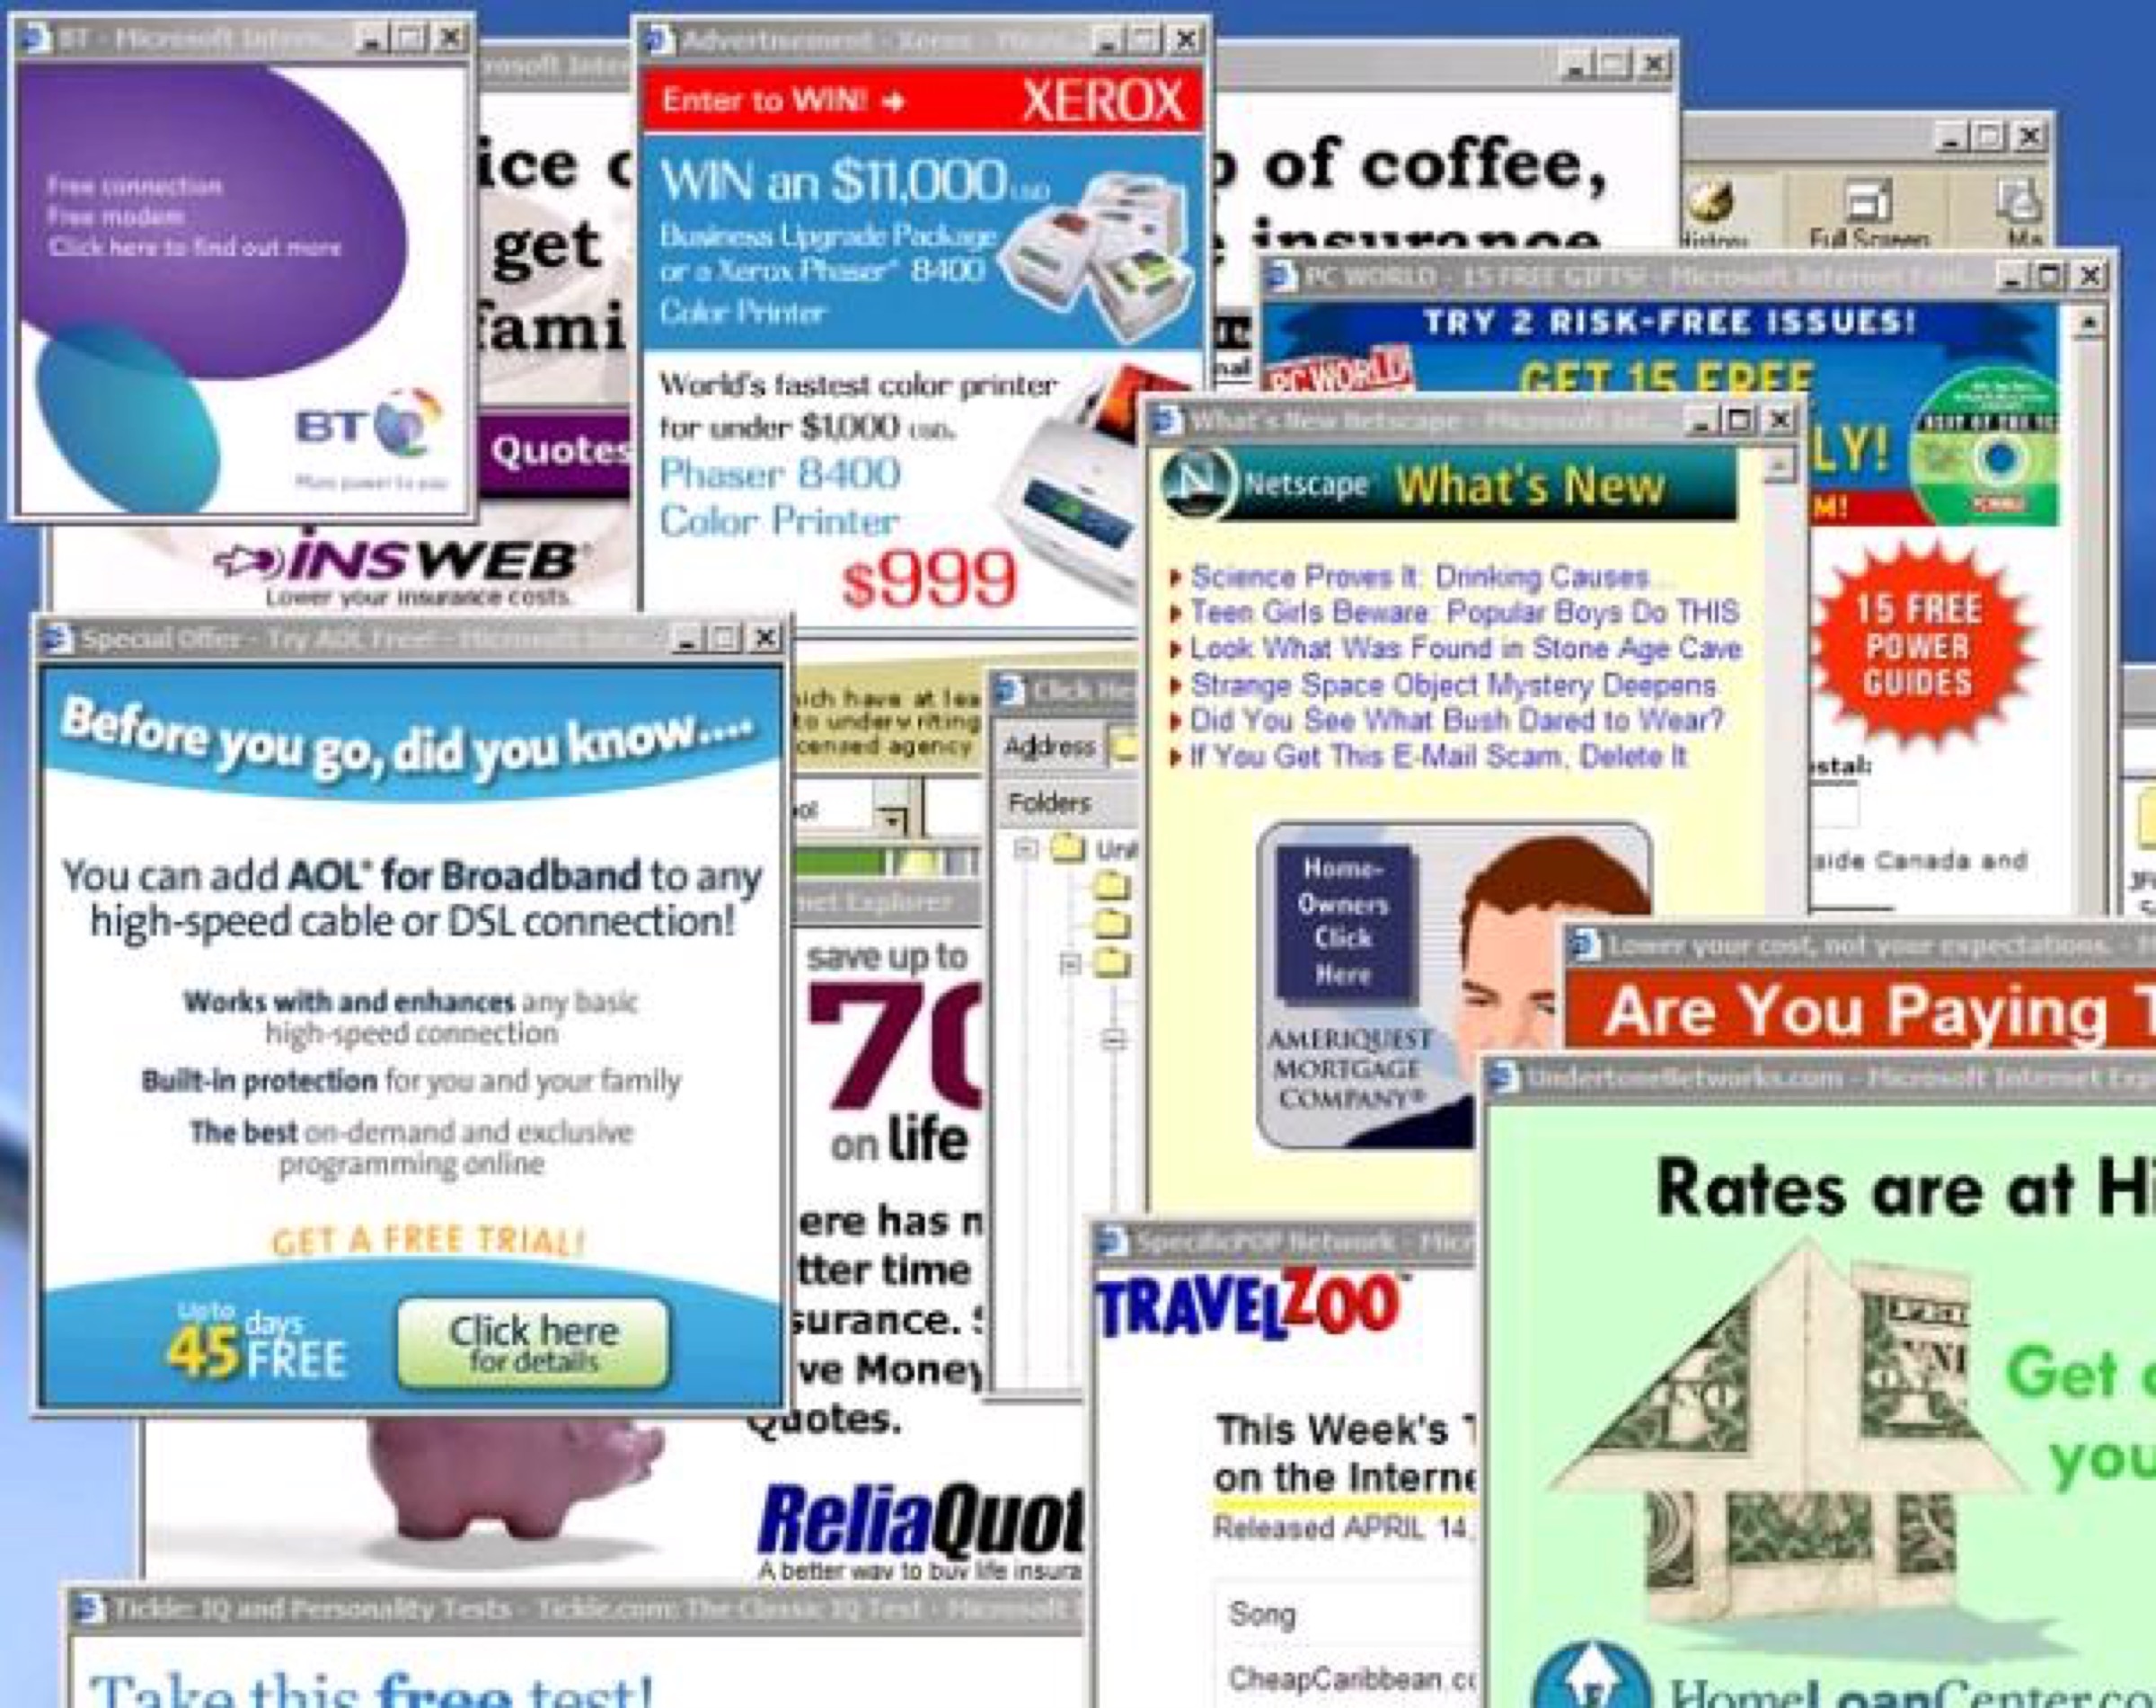 BT - Microsoft Intern...
Free connection
Free modem
Click here to find out more
BT
More power to you
rosoft Inter
ice c
get
fami
Quotes
INSWEB
Lower your insurance costs.
Advertisement - Xerox -
Enter to WIN! XEROX
WIN an $11,000 USD
Business Upgrade Package
or a Xerox Phaser® 8400
Color Printer
World's fastest color printer
for under $1,000 USD.
Phaser 8400
Color Printer
$999
p of coffee,
e insurance
nal
History Full Screen Ma
PC WORLD - 15 FREE GIFTS! - Microsoft Internet Expl...
TRY 2 RISK-FREE ISSUES!
PC WORLD
GET 15 FREE
LY!
M!
15 FREE
POWER
GUIDES
stal:
side Canada and
What's New Netscape - Microsoft Int...
N Netscape What's New
Science Proves It: Drinking Causes...
Teen Girls Beware: Popular Boys Do THIS
Look What Was Found in Stone Age Cave
Strange Space Object Mystery Deepens
Did You See What Bush Dared to Wear?
If You Get This E-Mail Scam, Delete It
Home-
Owners
Click
Here
AMERIQUEST
MORTGAGE
COMPANY®
Special Offer - Try AOL Free! - Microsoft Inte...
Before you go, did you know....
You can add AOL® for Broadband to any
high-speed cable or DSL connection!
Works with and enhances any basic
high-speed connection
Built-in protection for you and your family
The best on-demand and exclusive
programming online
GET A FREE TRIAL!
Up to
45 days
FREE
Click here
for details
ich have at lea
to underwriting
censed agency
ol
Click He
Address
Folders
Uni
net Explorer
save up to
70
on life
ere has n
tter time
surance. S
ve Money
Quotes.
ReliaQuot
A better way to buy life insura
Lower your cost, not your expectations. -
Are You Paying T
UndertoneNetworks.com - Microsoft Internet Exp
Rates are at Hi
Get
you
HomeLoanCenter.co
SpecificPOP Network - Micr
TRAVELZOO
This Week's T
on the Interne
Released APRIL 14,
Song
CheapCaribbean.co
Tickle: IQ and Personality Tests - Tickle.com: The Classic IQ Test - Microsoft I
Take this free test!